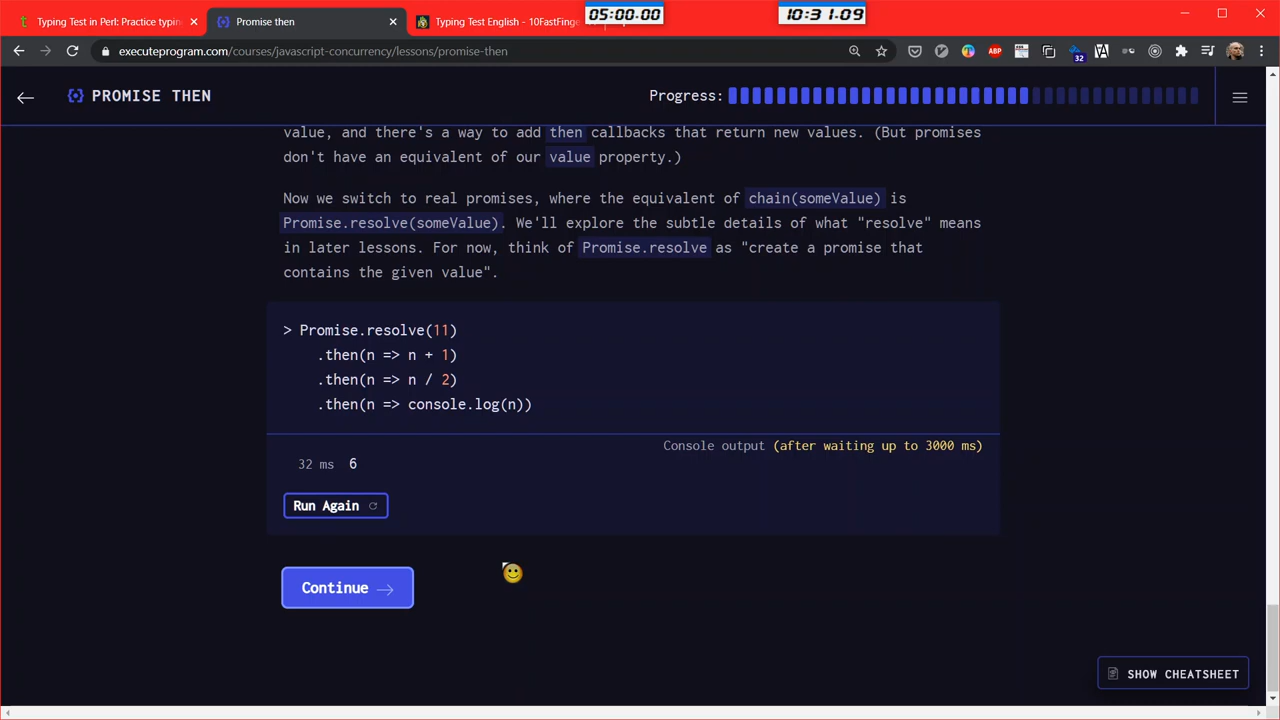 Typing Test in Perl: Practice typin
Promise then
Typing Test English - 10FastFinge
05:00.00
10:31.09
executeprogram.com/courses/javascript-concurrency/lessons/promise-then
ABP
32
PROMISE THEN
Progress:
value, and there's a way to add then callbacks that return new values. (But promises
don't have an equivalent of our value property.)
Now we switch to real promises, where the equivalent of chain(someValue) is
Promise.resolve(someValue). We'll explore the subtle details of what "resolve" means
in later lessons. For now, think of Promise.resolve as "create a promise that
contains the given value".
> Promise.resolve(11)
.then(n => n + 1)
.then(n => n / 2)
.then(n => console.log(n))
Console output (after waiting up to 3000 ms)
32 ms 6
Run Again
Continue
SHOW CHEATSHEET